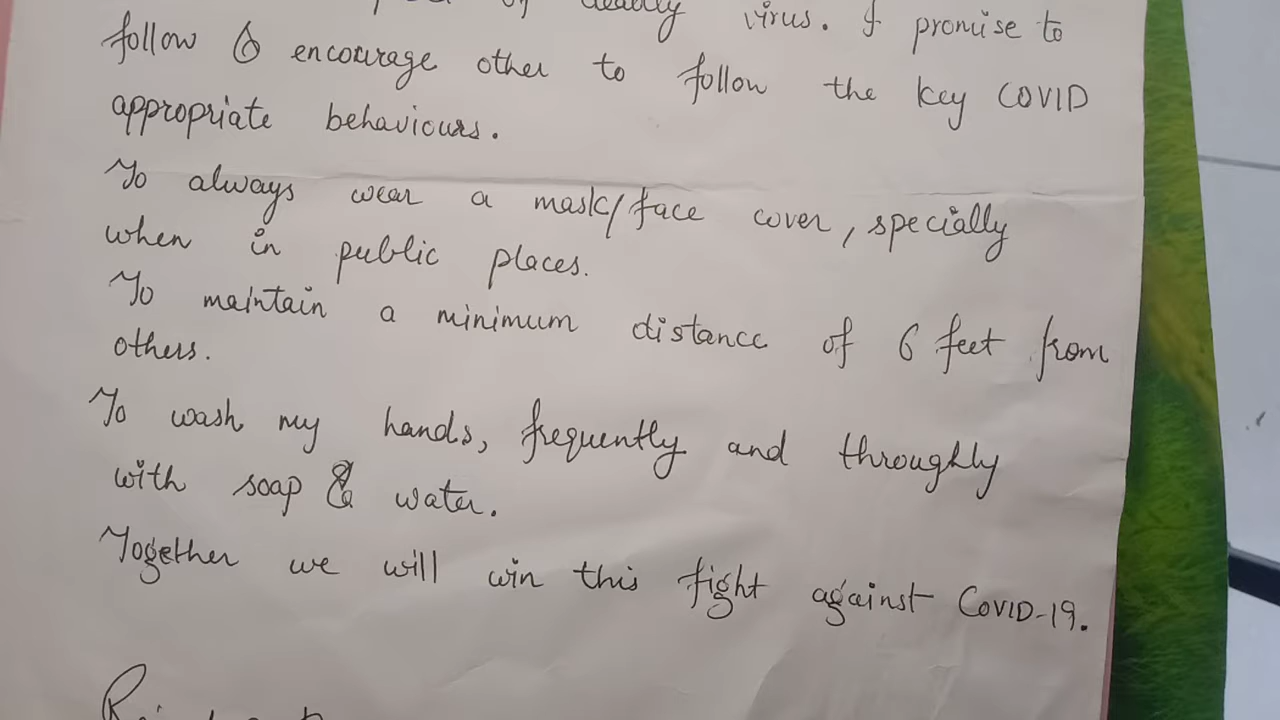 of deadly virus. I promise to
follow & encourage other to follow the key COVID
appropriate behaviours.
To always wear a mask/face cover, specially
when in public places.
To maintain a minimum distance of 6 feet from
others.
To wash my hands, frequently and throughly
with soap & water.
Together we will win this fight against COVID-19.